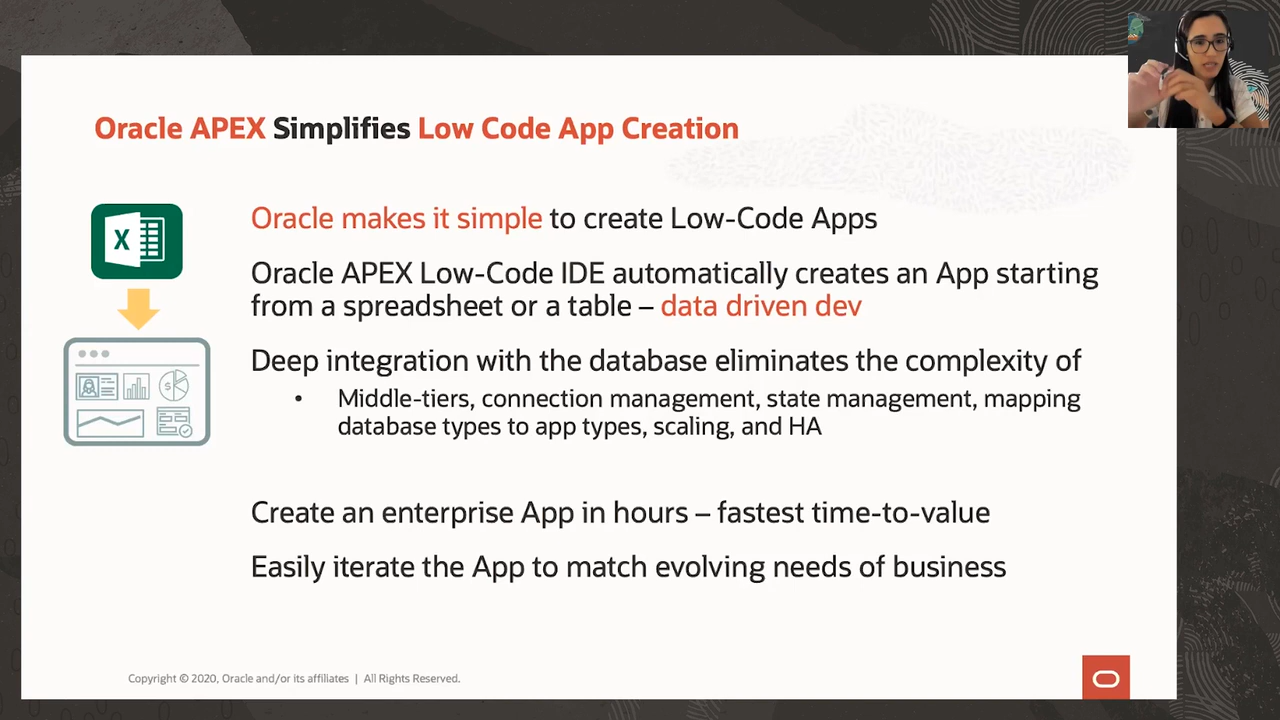 Oracle APEX Simplifies Low Code App Creation
X
Oracle makes it simple to create Low-Code Apps
Oracle APEX Low-Code IDE automatically creates an App starting
from a spreadsheet or a table – data driven dev
Deep integration with the database eliminates the complexity of
• Middle-tiers, connection management, state management, mapping
database types to app types, scaling, and HA
$
Create an enterprise App in hours – fastest time-to-value
Easily iterate the App to match evolving needs of business
Copyright © 2020, Oracle and/or its affiliates | All Rights Reserved.